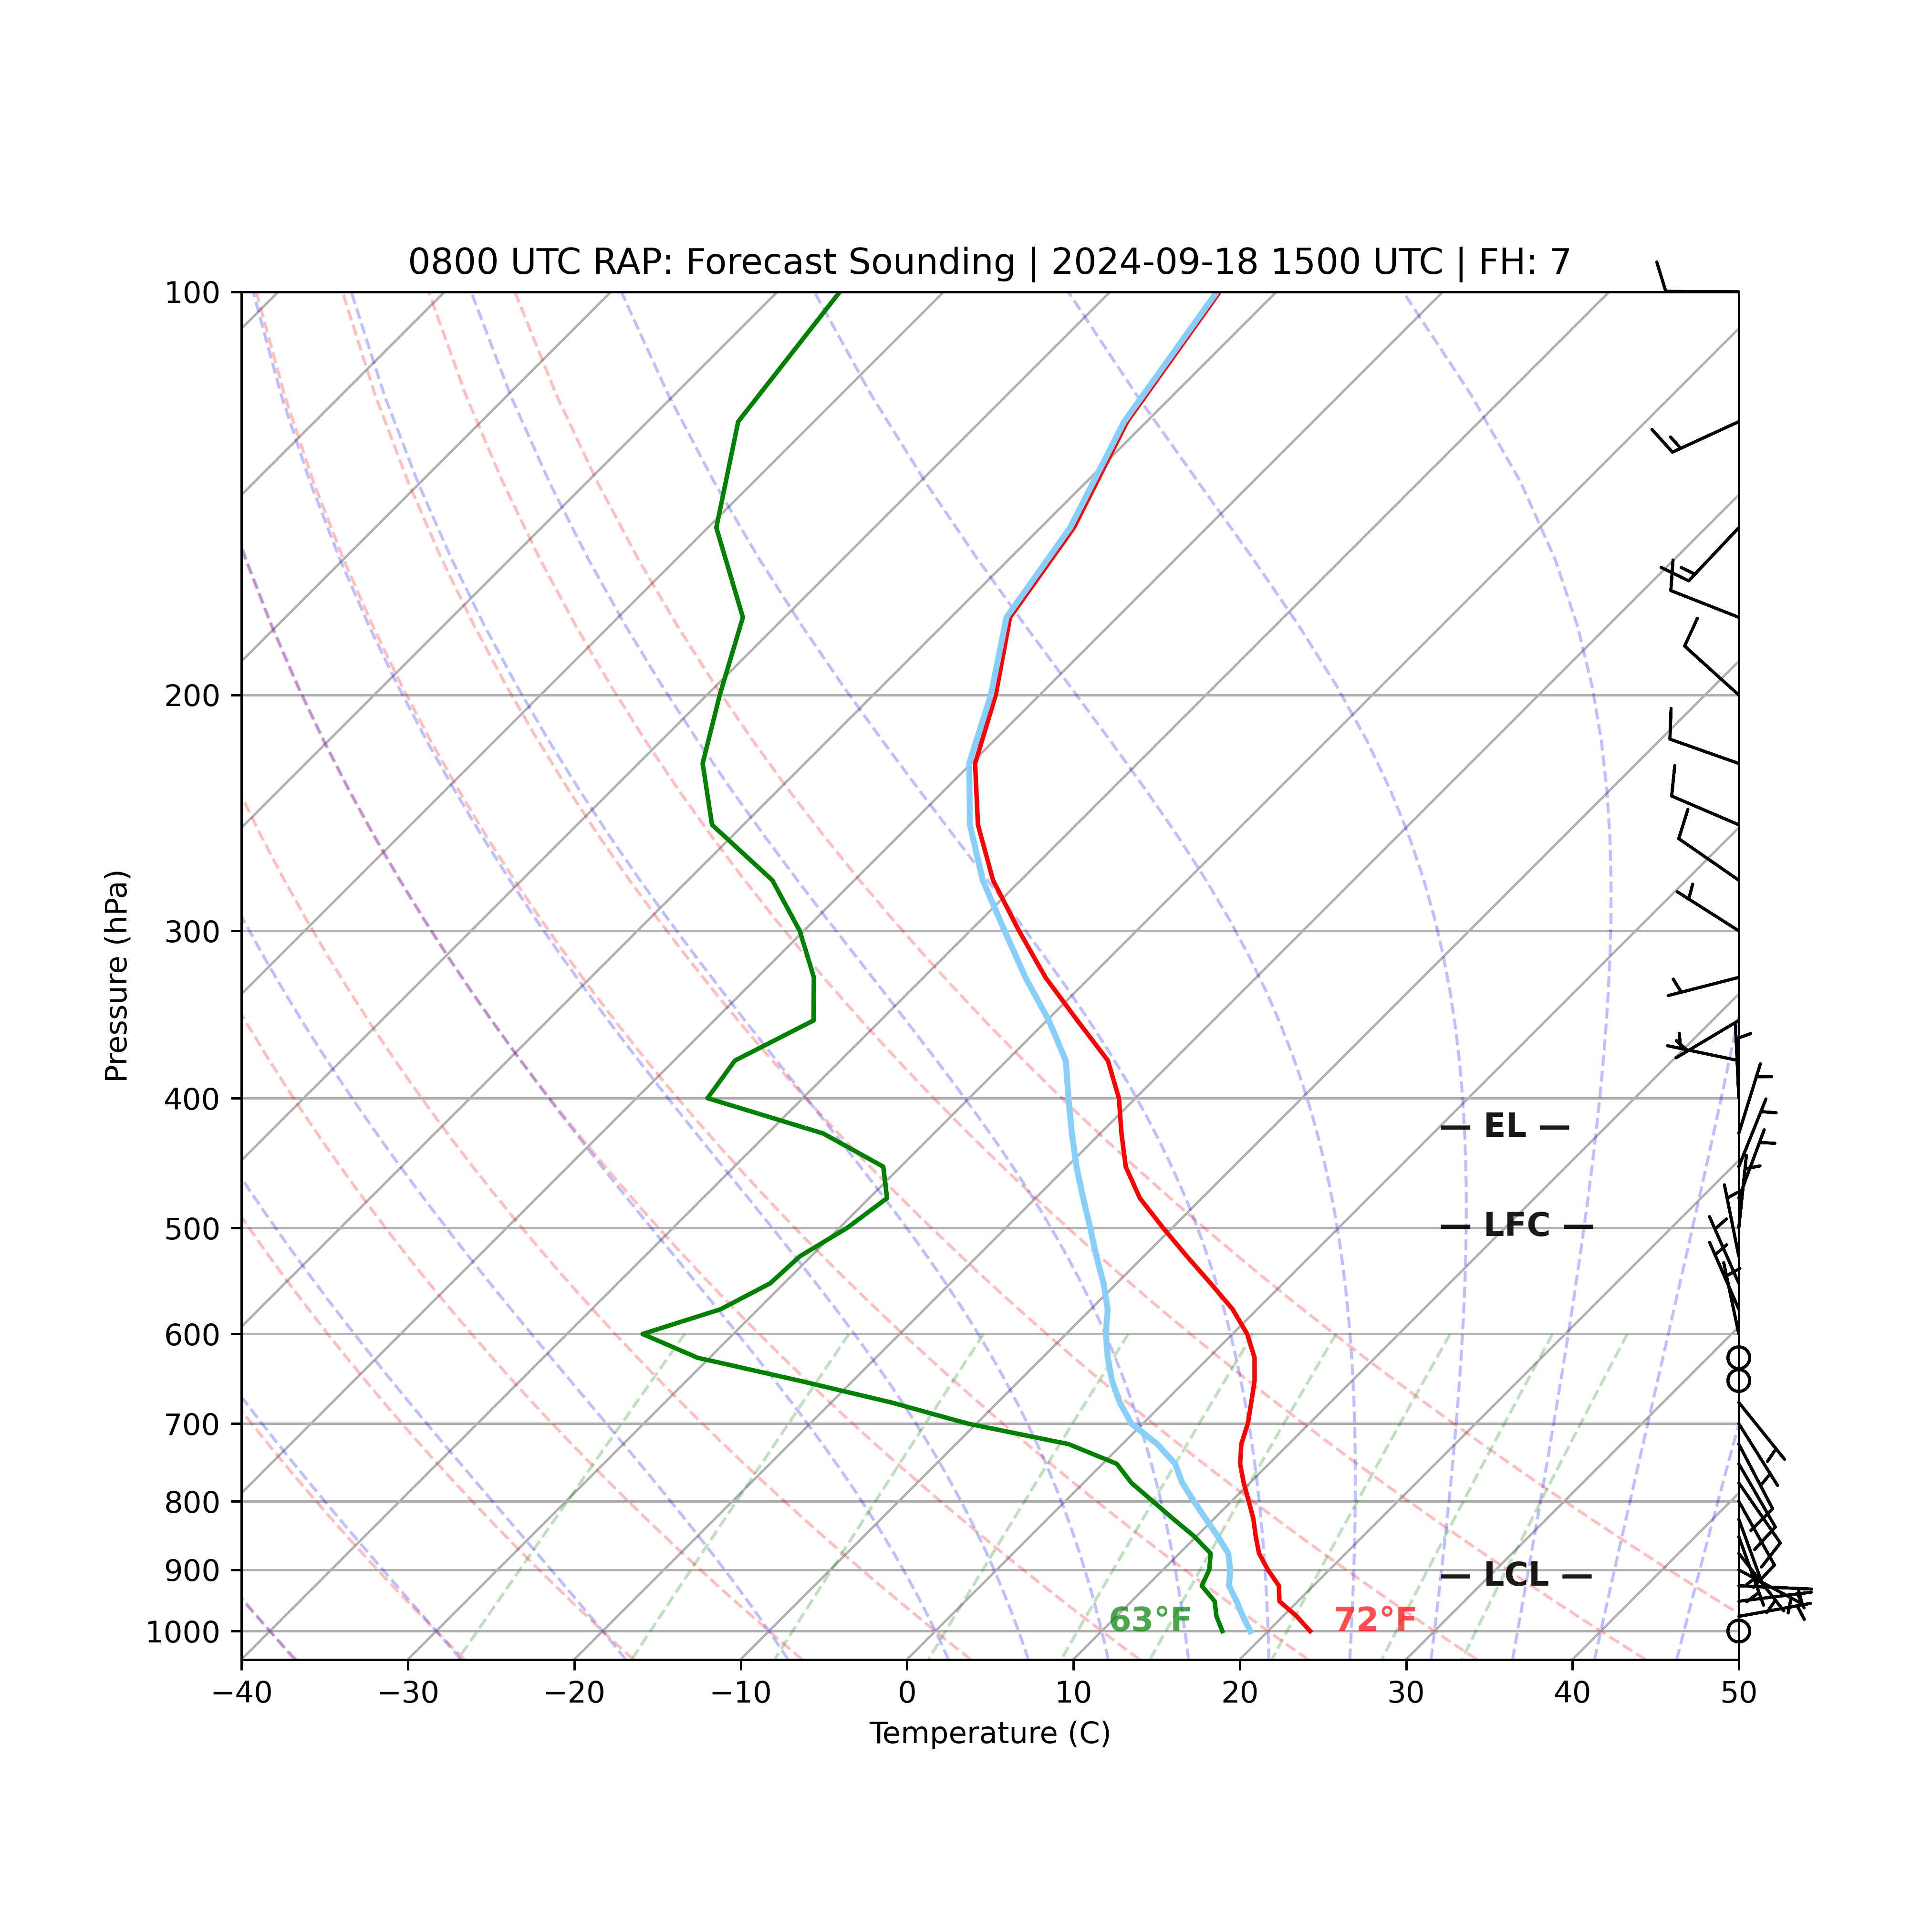 0800 UTC RAP: Forecast Sounding | 2024-09-18 1500 UTC | FH: 7
100
200
300
400
— EL —
500
— LFC —
600
700
800
900
— LCL —
1000
63°F
72°F
Pressure (hPa)
−40 −30 −20 −10 0 10 20 30 40 50
Temperature (C)